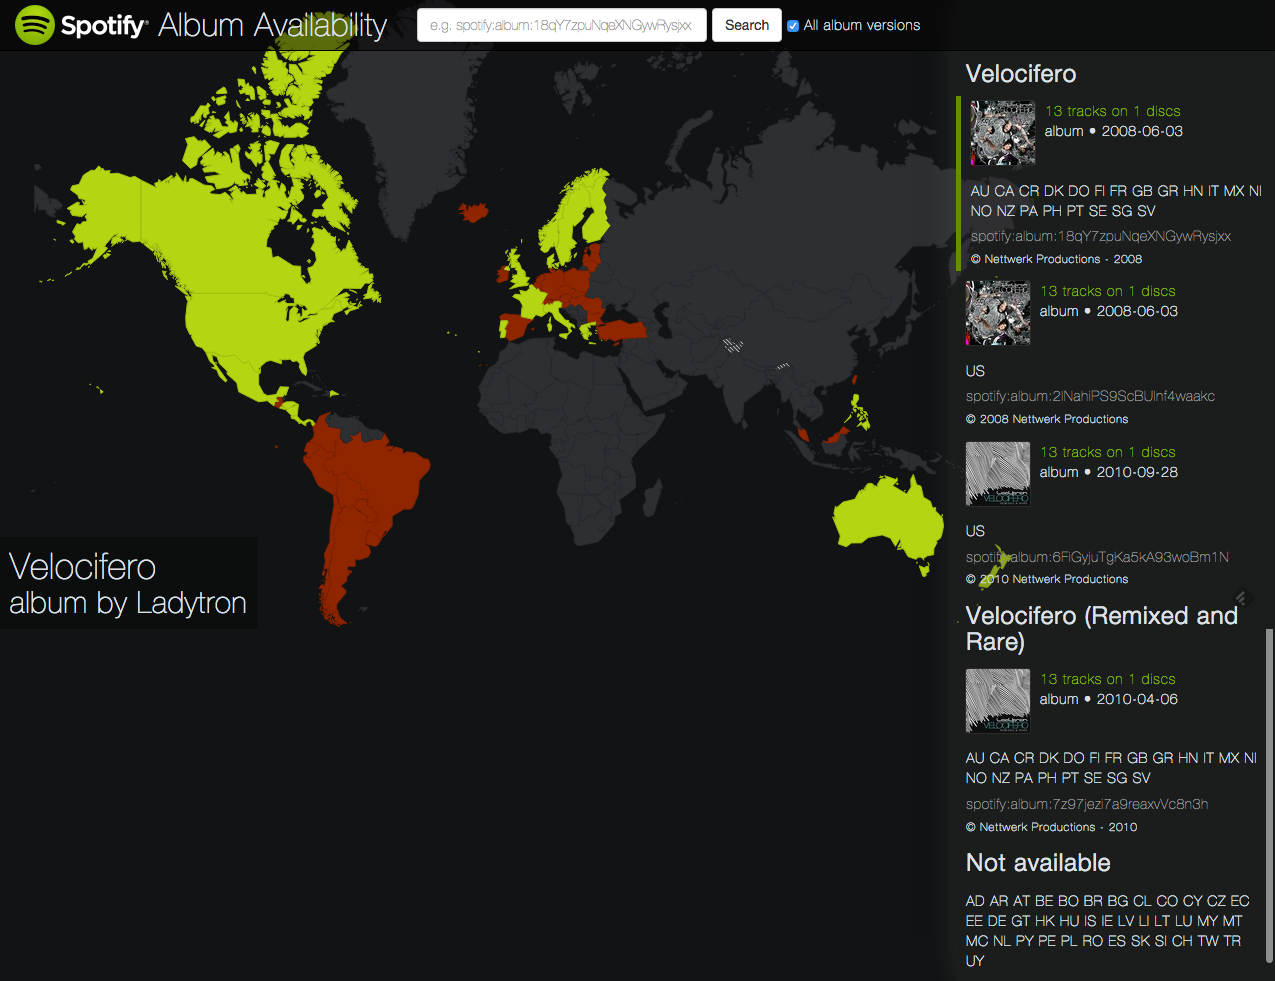 Spotify® Album Availability
e.g. spotify:album:18qY7zpuNqeXNGywRysjxx
Search
All album versions
Velocifero
album by Ladytron
Velocifero
13 tracks on 1 discs
album • 2008-06-03
AU CA CR DK DO FI FR GB GR HN IT MX NI
NO NZ PA PH PT SE SG SV
spotify:album:18qY7zpuNqeXNGywRysjxx
© Nettwerk Productions - 2008
13 tracks on 1 discs
album • 2008-06-03
US
spotify:album:2lNahiPS9ScBUlnf4waakc
© 2008 Nettwerk Productions
13 tracks on 1 discs
album • 2010-09-28
US
spotify:album:6FiGyjuTgKa5kA93woBm1N
© 2010 Nettwerk Productions
Velocifero (Remixed and
Rare)
13 tracks on 1 discs
album • 2010-04-06
AU CA CR DK DO FI FR GB GR HN IT MX NI
NO NZ PA PH PT SE SG SV
spotify:album:7z97jezi7a9reaxvVc8n3h
© Nettwerk Productions - 2010
Not available
AD AR AT BE BO BR BG CL CO CY CZ EC
EE DE GT HK HU IS IE LV LI LT LU MY MT
MC NL PY PE PL RO ES SK SI CH TW TR
UY